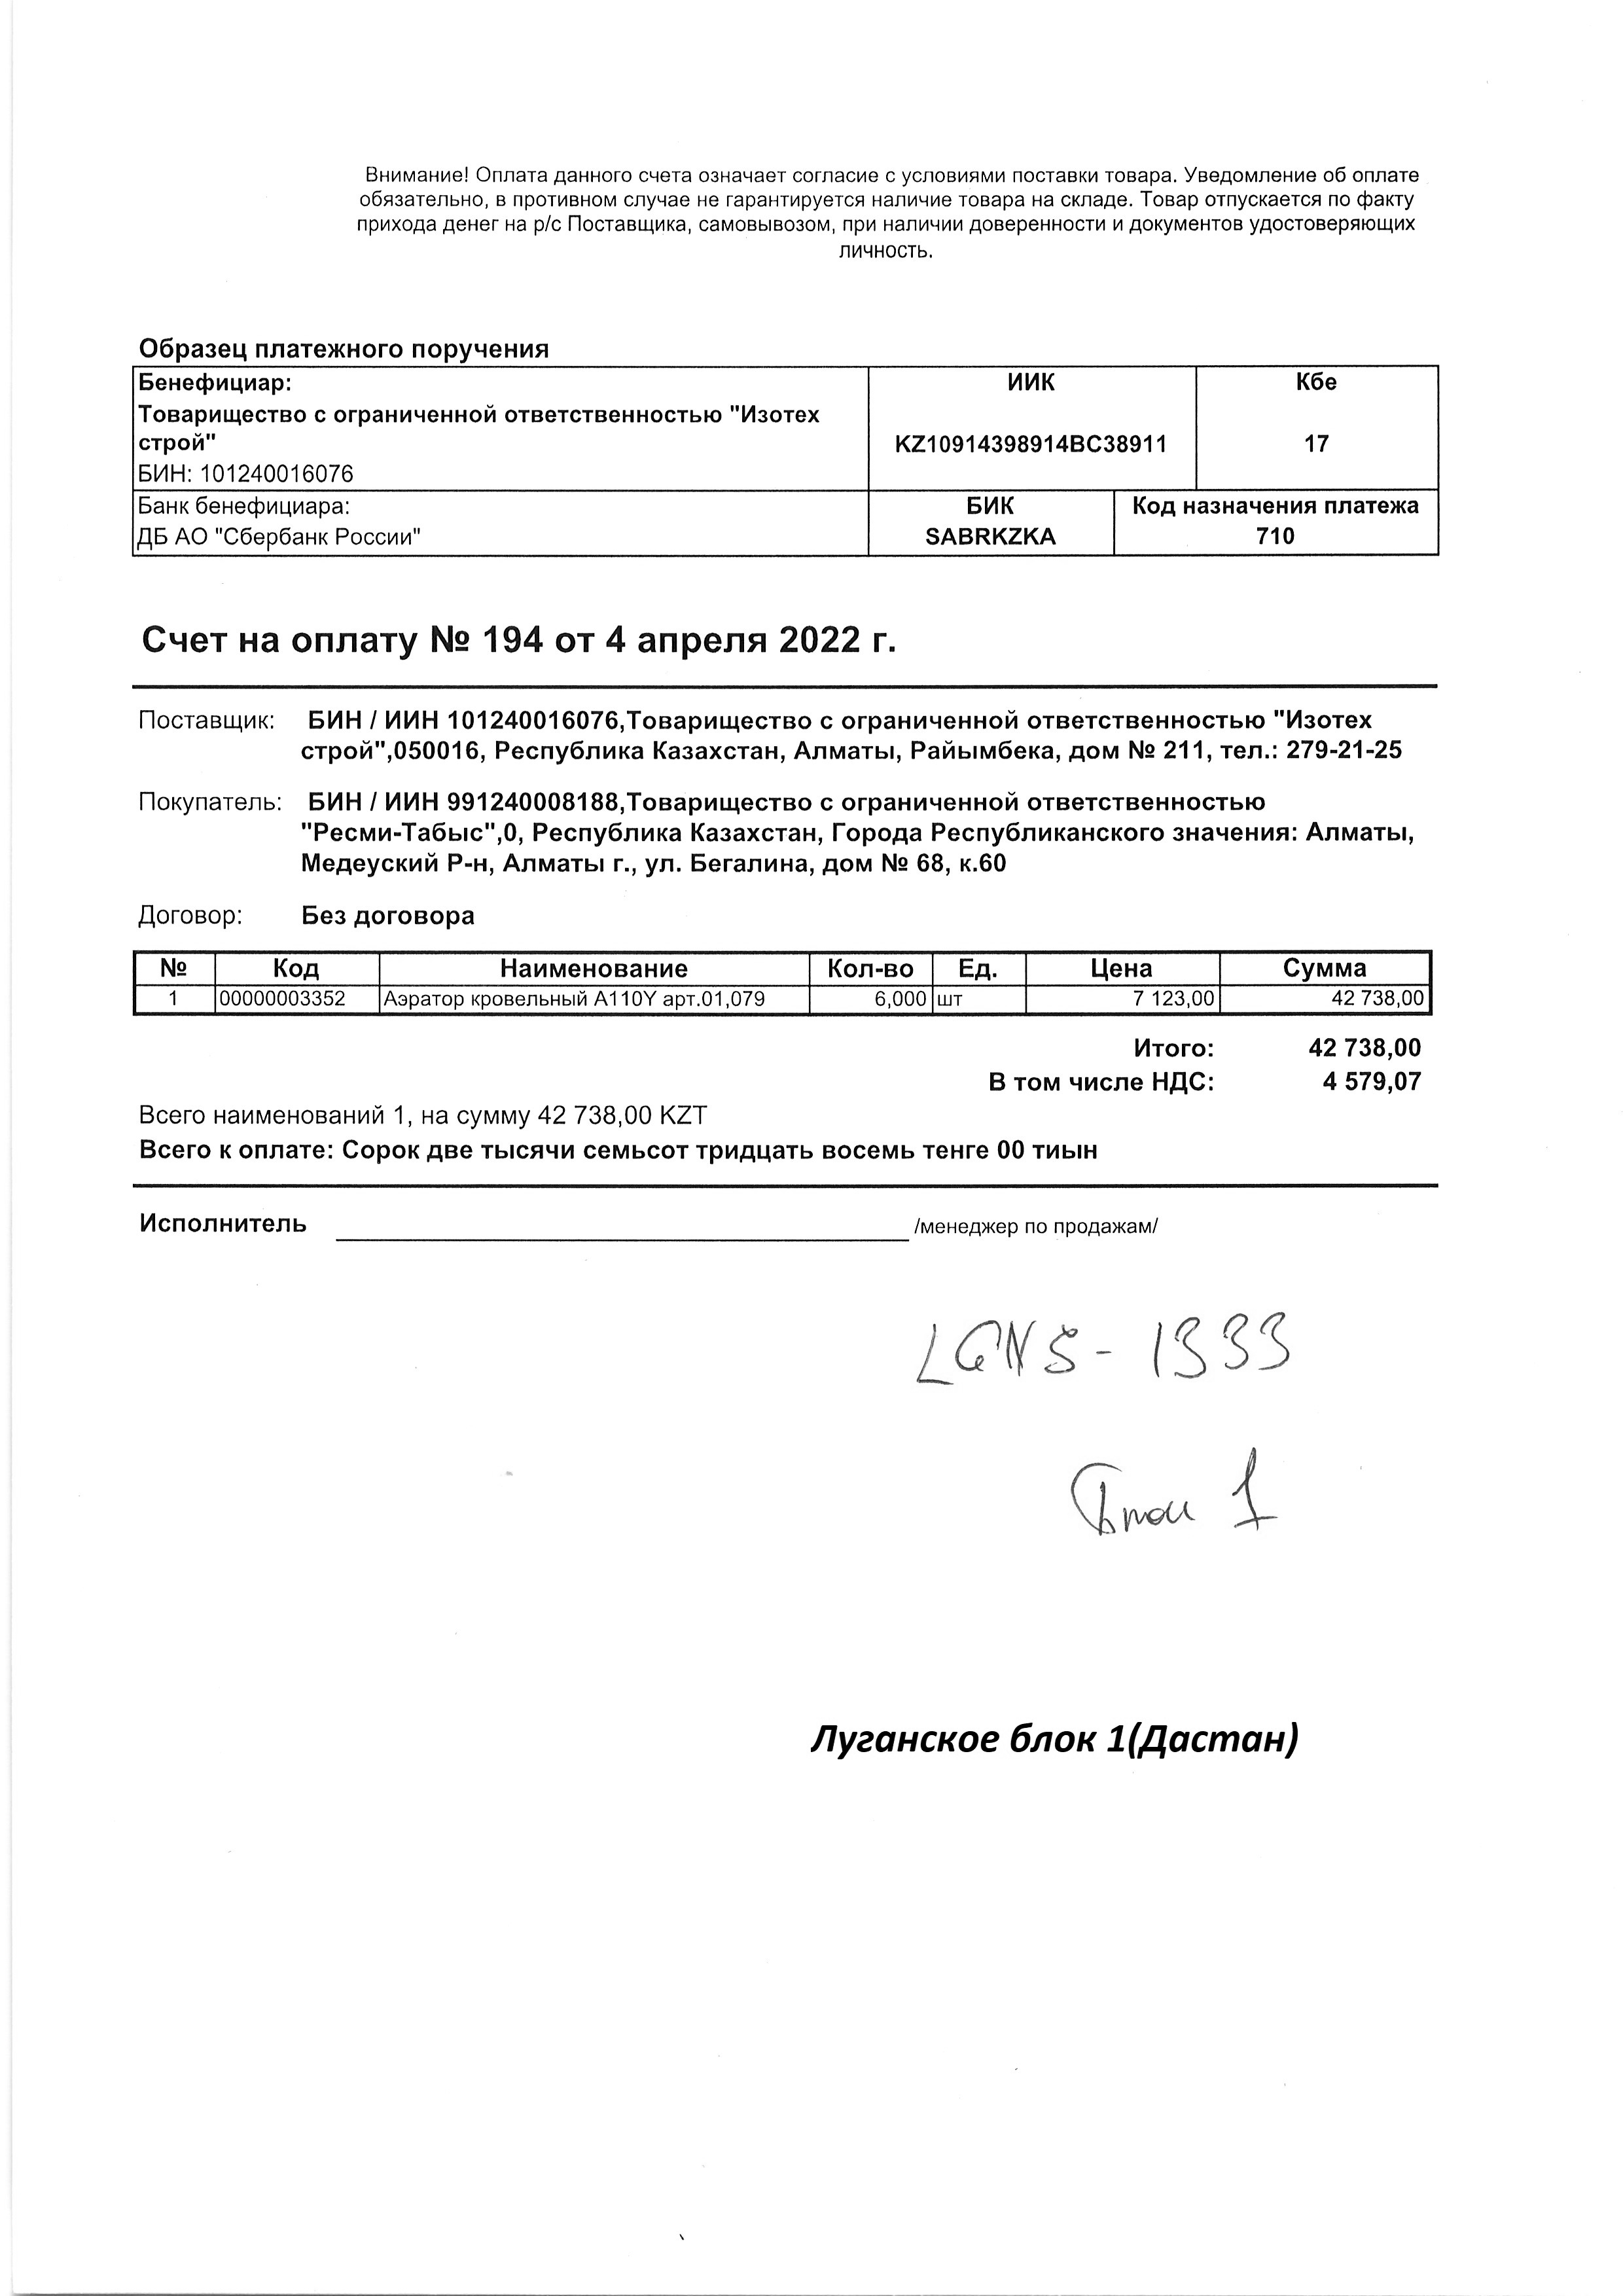 Внимание! Оплата данного счета означает согласие с условиями поставки товара. Уведомление об оплате
обязательно, в противном случае не гарантируется наличие товара на складе. Товар отпускается по факту
прихода денег на р/с Поставщика, самовывозом, при наличии доверенности и документов удостоверяющих
личность.
Образец платежного поручения
Бенефициар: ИИК Кбе
Товарищество с ограниченной ответственностью "Изотех
строй" KZ10914398914BC38911 17
БИН: 101240016076
Банк бенефициара: БИК Код назначения платежа
ДБ АО "Сбербанк России" SABRKZKA 710
Счет на оплату № 194 от 4 апреля 2022 г.
Поставщик: БИН / ИИН 101240016076,Товарищество с ограниченной ответственностью "Изотех
строй",050016, Республика Казахстан, Алматы, Райымбека, дом № 211, тел.: 279-21-25
Покупатель: БИН / ИИН 991240008188,Товарищество с ограниченной ответственностью
"Ресми-Табыс",0, Республика Казахстан, Города Республиканского значения: Алматы,
Медеуский Р-н, Алматы г., ул. Бегалина, дом № 68, к.60
Договор: Без договора
№ Код Наименование Кол-во Ед. Цена Сумма
1 00000003352 Аэратор кровельный A110Y арт.01,079 6,000 шт 7 123,00 42 738,00
Итого: 42 738,00
В том числе НДС: 4 579,07
Всего наименований 1, на сумму 42 738,00 KZT
Всего к оплате: Сорок две тысячи семьсот тридцать восемь тенге 00 тиын
Исполнитель /менеджер по продажам/
LGNS - 1333
1
Луганское блок 1(Дастан)